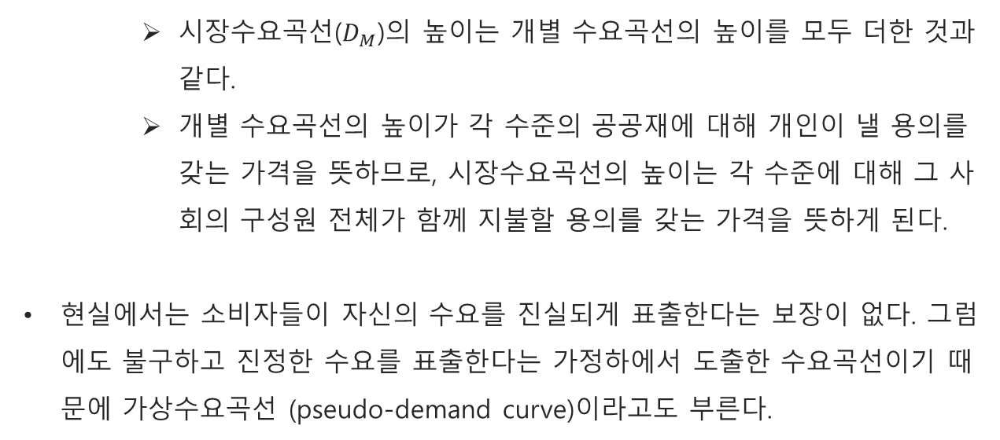 ➢ 시장수요곡선(D_M)의 높이는 개별 수요곡선의 높이를 모두 더한 것과
같다.
➢ 개별 수요곡선의 높이가 각 수준의 공공재에 대해 개인이 낼 용의를
갖는 가격을 뜻하므로, 시장수요곡선의 높이는 각 수준에 대해 그 사
회의 구성원 전체가 함께 지불할 용의를 갖는 가격을 뜻하게 된다.
• 현실에서는 소비자들이 자신의 수요를 진실되게 표출한다는 보장이 없다. 그럼
에도 불구하고 진정한 수요를 표출한다는 가정하에서 도출한 수요곡선이기 때
문에 가상수요곡선 (pseudo-demand curve)이라고도 부른다.